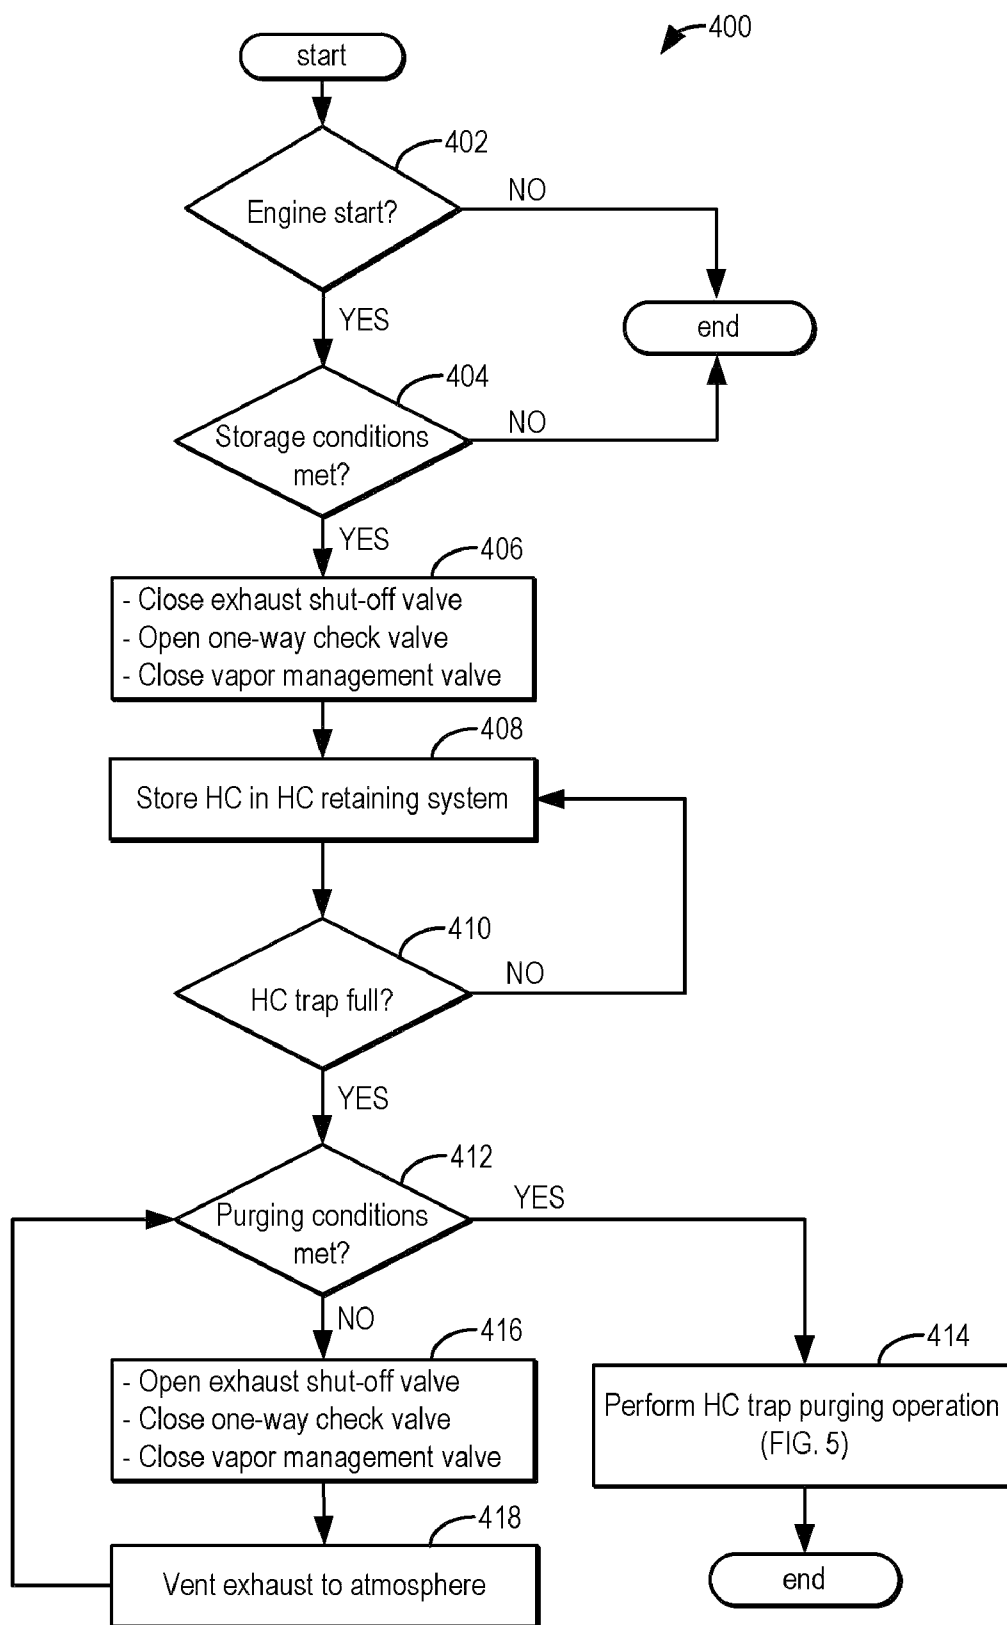 400
start
402
Engine start?
NO
YES
end
404
Storage conditions
met?
NO
YES
406
- Close exhaust shut-off valve
- Open one-way check valve
- Close vapor management valve
408
Store HC in HC retaining system
410
HC trap full?
NO
YES
412
Purging conditions
met?
YES
NO
416
- Open exhaust shut-off valve
- Close one-way check valve
- Close vapor management valve
414
Perform HC trap purging operation
(FIG. 5)
418
Vent exhaust to atmosphere
end